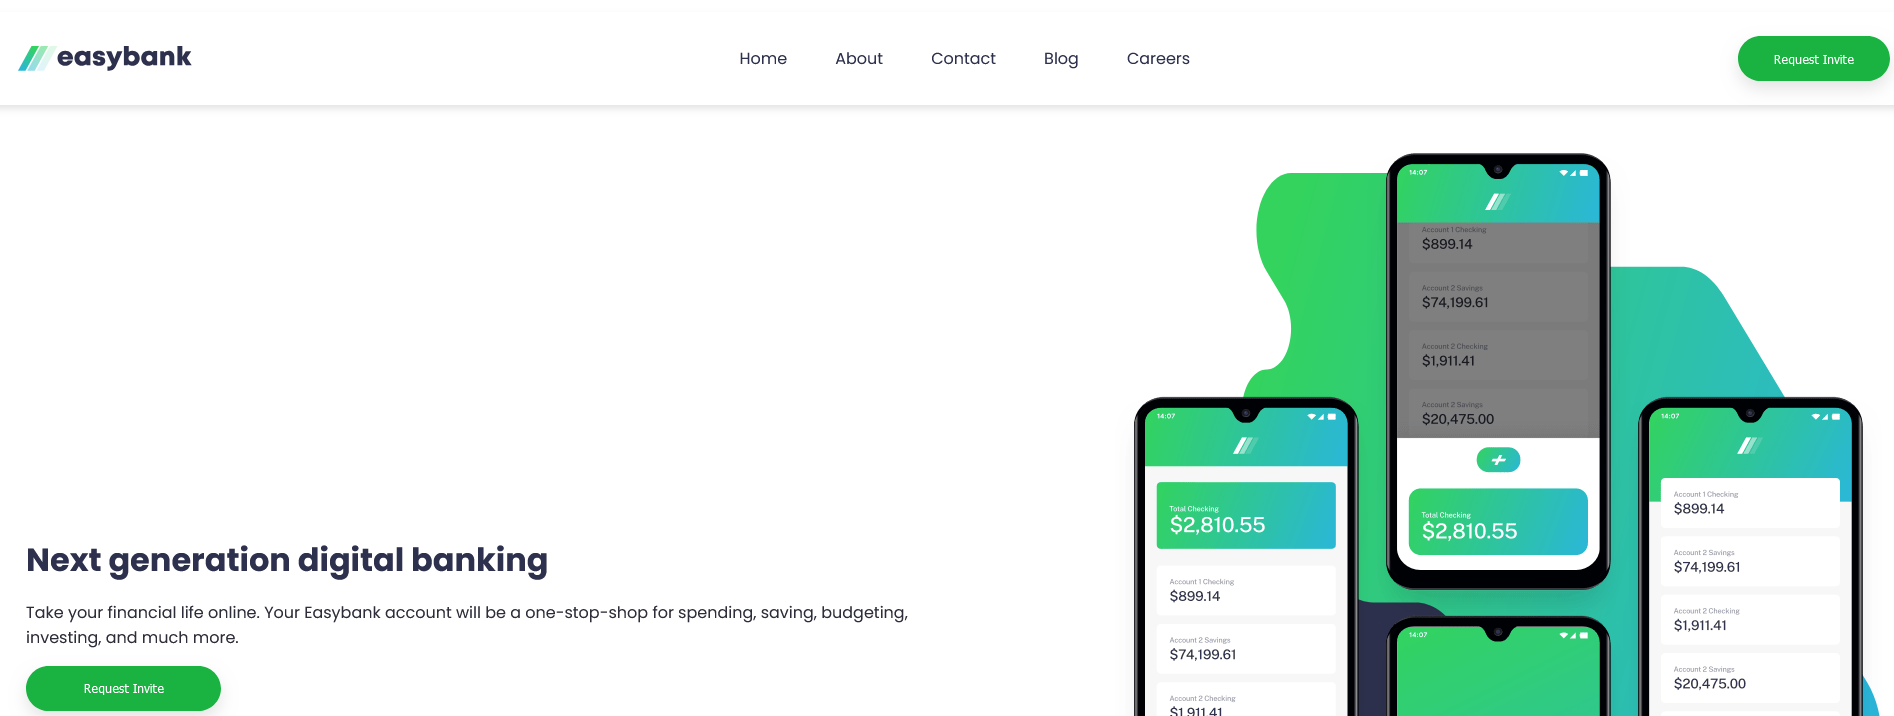 easybank
Home
About
Contact
Blog
Careers
Request Invite
Next generation digital banking
Take your financial life online. Your Easybank account will be a one-stop-shop for spending, saving, budgeting,
investing, and much more.
Request Invite
14:07
Account 1 Checking
$899.14
Account 2 Savings
$74,199.61
Account 2 Checking
$1,911.41
Account 2 Savings
$20,475.00
Total Checking
$2,810.55
14:07
Total Checking
$2,810.55
Account 1 Checking
$899.14
Account 2 Savings
$74,199.61
Account 2 Checking
$1,911.41
14:07
14:07
Account 1 Checking
$899.14
Account 2 Savings
$74,199.61
Account 2 Checking
$1,911.41
Account 2 Savings
$20,475.00